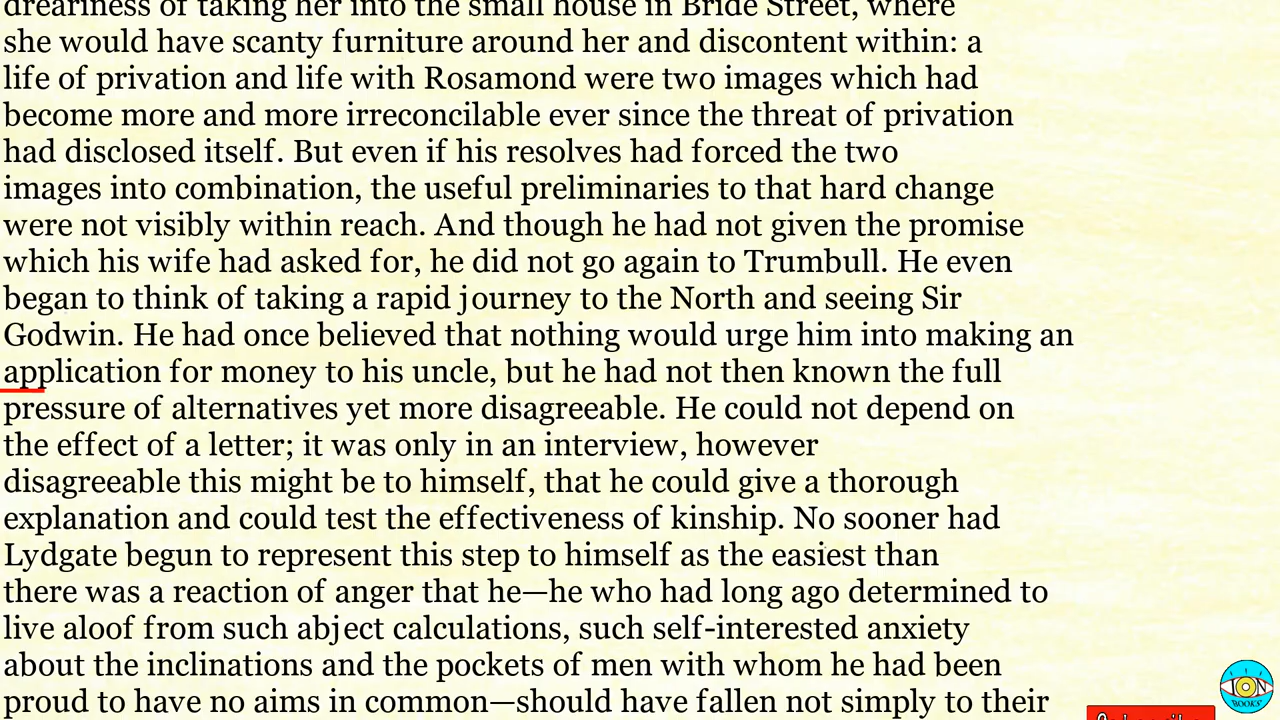 dreariness of taking her into the small house in Bride Street, where
she would have scanty furniture around her and discontent within: a
life of privation and life with Rosamond were two images which had
become more and more irreconcilable ever since the threat of privation
had disclosed itself. But even if his resolves had forced the two
images into combination, the useful preliminaries to that hard change
were not visibly within reach. And though he had not given the promise
which his wife had asked for, he did not go again to Trumbull. He even
began to think of taking a rapid journey to the North and seeing Sir
Godwin. He had once believed that nothing would urge him into making an
application for money to his uncle, but he had not then known the full
pressure of alternatives yet more disagreeable. He could not depend on
the effect of a letter; it was only in an interview, however
disagreeable this might be to himself, that he could give a thorough
explanation and could test the effectiveness of kinship. No sooner had
Lydgate begun to represent this step to himself as the easiest than
there was a reaction of anger that he—he who had long ago determined to
live aloof from such abject calculations, such self-interested anxiety
about the inclinations and the pockets of men with whom he had been
proud to have no aims in common—should have fallen not simply to their
ION
BOOKS